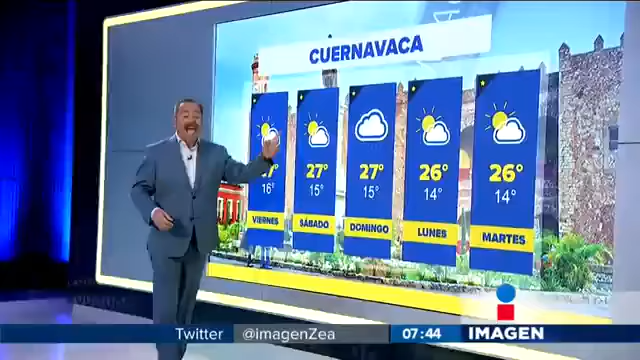 CUERNAVACA
27° 27° 26° 26°
16° 15° 15° 14° 14°
VIERNES SÁBADO DOMINGO LUNES MARTES
Twitter @imagenZea 07:44 IMAGEN